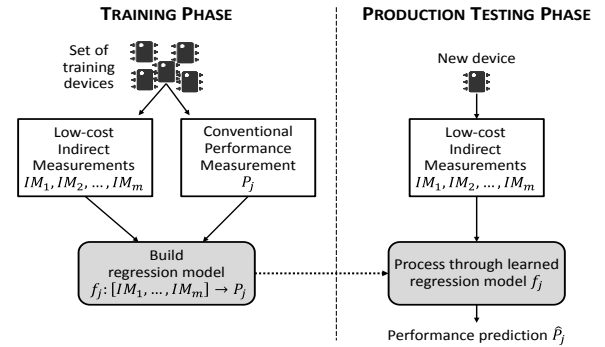 TRAINING PHASE
Set of
training
devices
Low-cost
Indirect
Measurements
IM₁, IM₂, ..., IMₘ
Conventional
Performance
Measurement
Pⱼ
Build
regression model
fⱼ: [IM₁, ..., IMₘ] → Pⱼ
PRODUCTION TESTING PHASE
New device
Low-cost
Indirect
Measurements
IM₁, IM₂, ..., IMₘ
Process through learned
regression model fⱼ
Performance prediction P̂ⱼ